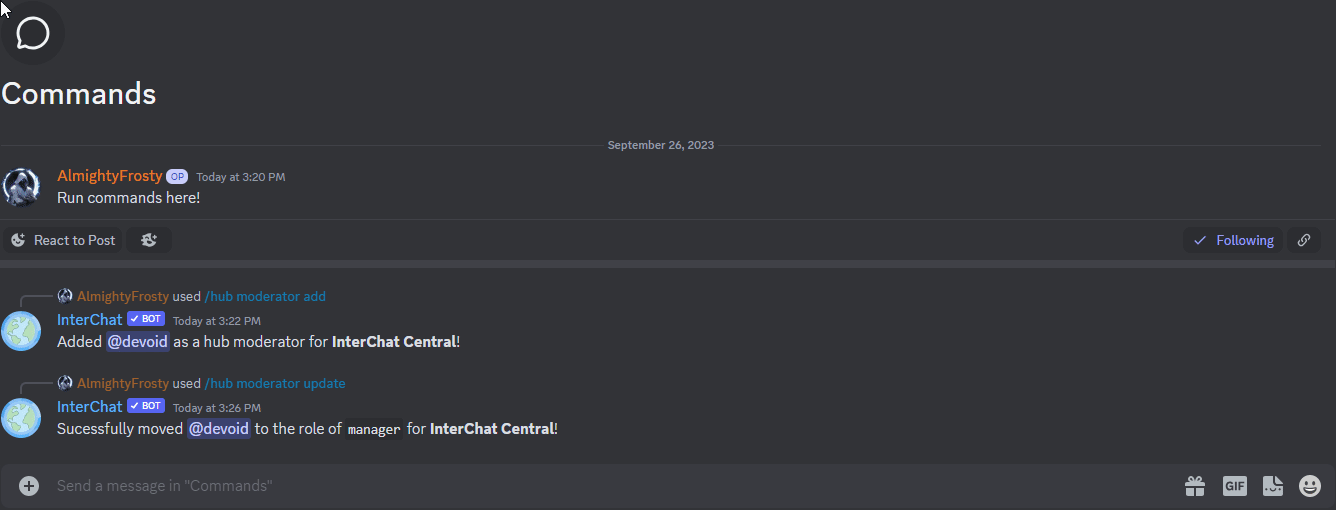 Commands
September 26, 2023
AlmightyFrosty OP Today at 3:20 PM
Run commands here!
React to Post
Following
AlmightyFrosty used /hub moderator add
InterChat ✓ BOT Today at 3:22 PM
Added @devoid as a hub moderator for InterChat Central!
AlmightyFrosty used /hub moderator update
InterChat ✓ BOT Today at 3:26 PM
Sucessfully moved @devoid to the role of manager for InterChat Central!
Send a message in "Commands"
GIF